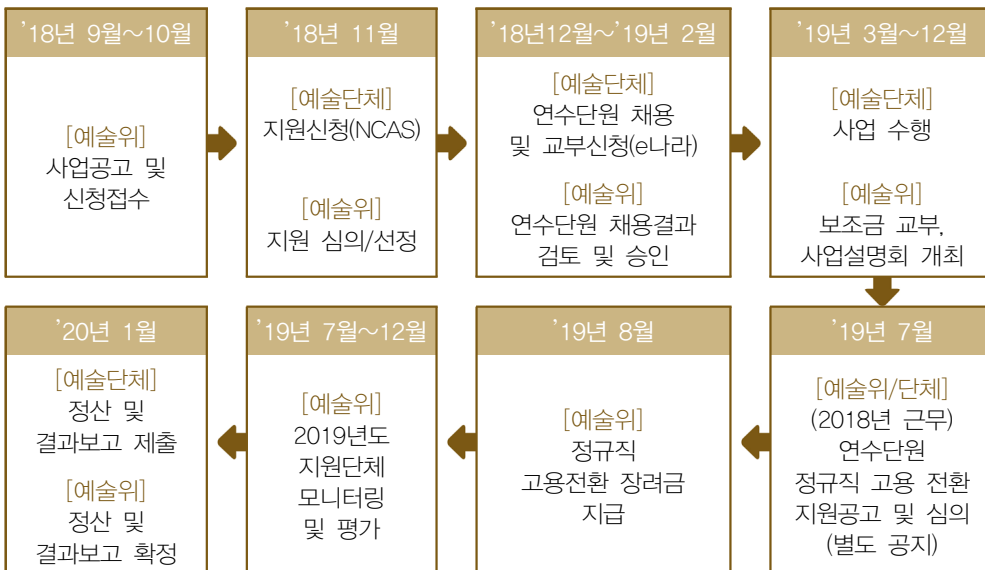 '18년 9월~10월
[예술위]
사업공고 및
신청접수
'18년 11월
[예술단체]
지원신청(NCAS)
[예술위]
지원 심의/선정
'18년12월~'19년 2월
[예술단체]
연수단원 채용
및 교부신청(e나라)
[예술위]
연수단원 채용결과
검토 및 승인
'19년 3월~12월
[예술단체]
사업 수행
[예술위]
보조금 교부,
사업설명회 개최
'19년 7월
[예술위/단체]
(2018년 근무)
연수단원
정규직 고용 전환
지원공고 및 심의
(별도 공지)
'19년 8월
[예술위]
정규직
고용전환 장려금
지급
'19년 7월~12월
[예술위]
2019년도
지원단체
모니터링
및 평가
'20년 1월
[예술단체]
정산 및
결과보고 제출
[예술위]
정산 및
결과보고 확정